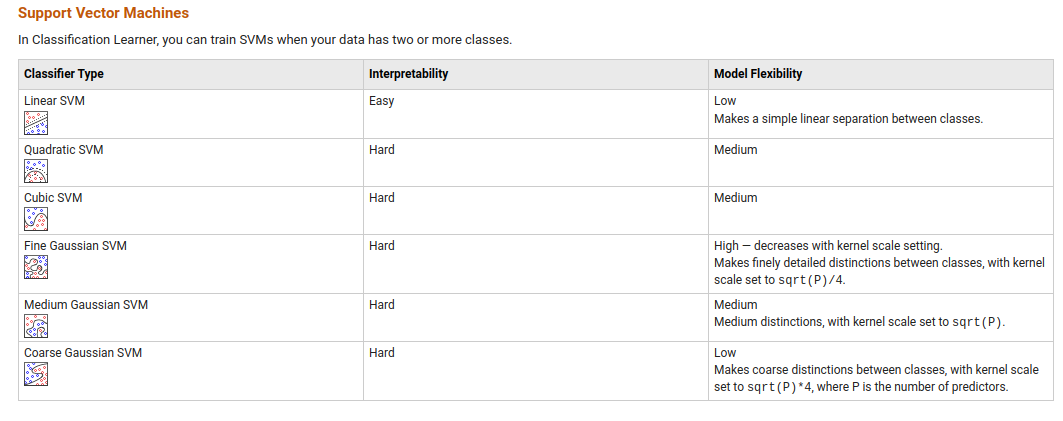 Support Vector Machines
In Classification Learner, you can train SVMs when your data has two or more classes.
Classifier Type Interpretability Model Flexibility
Linear SVM Easy Low
Makes a simple linear separation between classes.
Quadratic SVM Hard Medium
Cubic SVM Hard Medium
Fine Gaussian SVM Hard High — decreases with kernel scale setting.
Makes finely detailed distinctions between classes, with kernel
scale set to sqrt(P)/4.
Medium Gaussian SVM Hard Medium
Medium distinctions, with kernel scale set to sqrt(P).
Coarse Gaussian SVM Hard Low
Makes coarse distinctions between classes, with kernel scale
set to sqrt(P)*4, where P is the number of predictors.